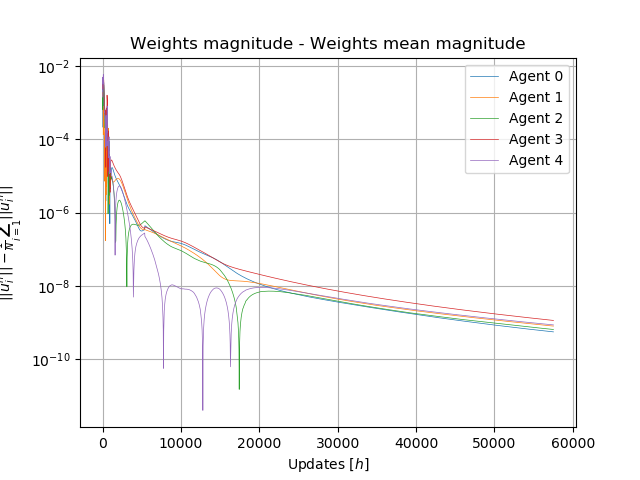 Weights magnitude - Weights mean magnitude
10⁻²
10⁻⁴
10⁻⁶
10⁻⁸
10⁻¹⁰
Agent 0
Agent 1
Agent 2
Agent 3
Agent 4
0
10000
20000
30000
40000
50000
60000
Updates [h]